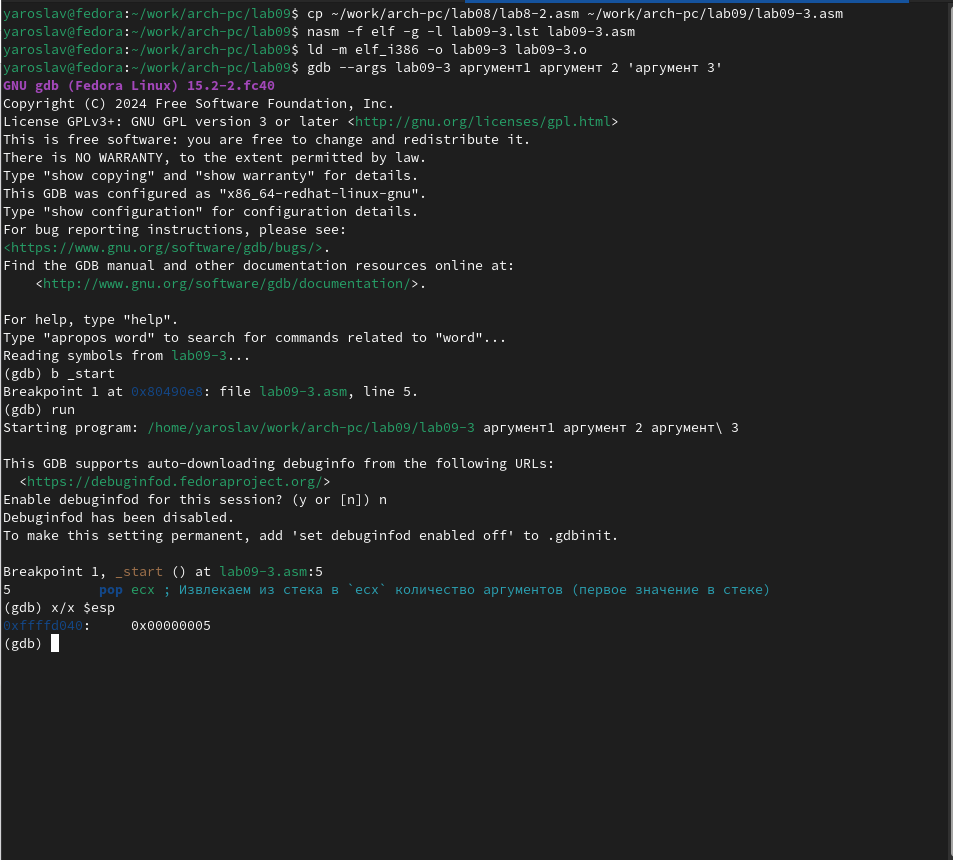 yaroslav@fedora:~/work/arch-pc/lab09$ cp ~/work/arch-pc/lab08/lab8-2.asm ~/work/arch-pc/lab09/lab09-3.asm
yaroslav@fedora:~/work/arch-pc/lab09$ nasm -f elf -g -l lab09-3.lst lab09-3.asm
yaroslav@fedora:~/work/arch-pc/lab09$ ld -m elf_i386 -o lab09-3 lab09-3.o
yaroslav@fedora:~/work/arch-pc/lab09$ gdb --args lab09-3 аргумент1 аргумент 2 'аргумент 3'
GNU gdb (Fedora Linux) 15.2-2.fc40
Copyright (C) 2024 Free Software Foundation, Inc.
License GPLv3+: GNU GPL version 3 or later <http://gnu.org/licenses/gpl.html>
This is free software: you are free to change and redistribute it.
There is NO WARRANTY, to the extent permitted by law.
Type "show copying" and "show warranty" for details.
This GDB was configured as "x86_64-redhat-linux-gnu".
Type "show configuration" for configuration details.
For bug reporting instructions, please see:
<https://www.gnu.org/software/gdb/bugs/>.
Find the GDB manual and other documentation resources online at:
    <http://www.gnu.org/software/gdb/documentation/>.

For help, type "help".
Type "apropos word" to search for commands related to "word"...
Reading symbols from lab09-3...
(gdb) b _start
Breakpoint 1 at 0x80490e8: file lab09-3.asm, line 5.
(gdb) run
Starting program: /home/yaroslav/work/arch-pc/lab09/lab09-3 аргумент1 аргумент 2 аргумент\ 3

This GDB supports auto-downloading debuginfo from the following URLs:
  <https://debuginfod.fedoraproject.org/>
Enable debuginfod for this session? (y or [n]) n
Debuginfod has been disabled.
To make this setting permanent, add 'set debuginfod enabled off' to .gdbinit.

Breakpoint 1, _start () at lab09-3.asm:5
5           pop ecx ; Извлекаем из стека в `ecx` количество аргументов (первое значение в стеке)
(gdb) x/x $esp
0xffffd040:     0x00000005
(gdb)